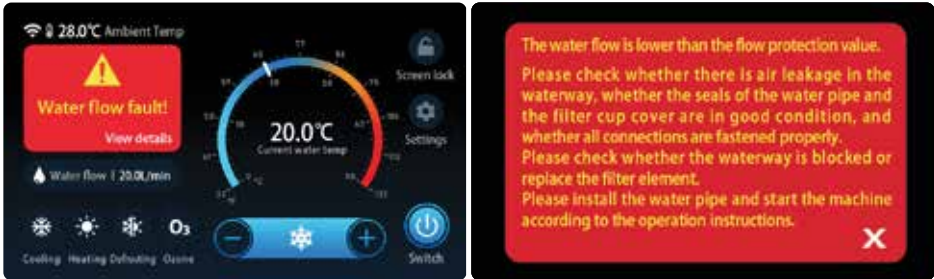 28.0°C Ambient Temp
Water flow fault!
View details
Water flow | 20.0L/min
Cooling Heating Defrosting Ozone
O₃
20.0°C
Current water temp
Screen lock
Settings
Switch
The water flow is lower than the flow protection value.
Please check whether there is air leakage in the
waterway, whether the seals of the water pipe and
the filter cup cover are in good condition, and
whether all connections are fastened properly.
Please check whether the waterway is blocked or
replace the filter element.
Please install the water pipe and start the machine
according to the operation instructions.
X